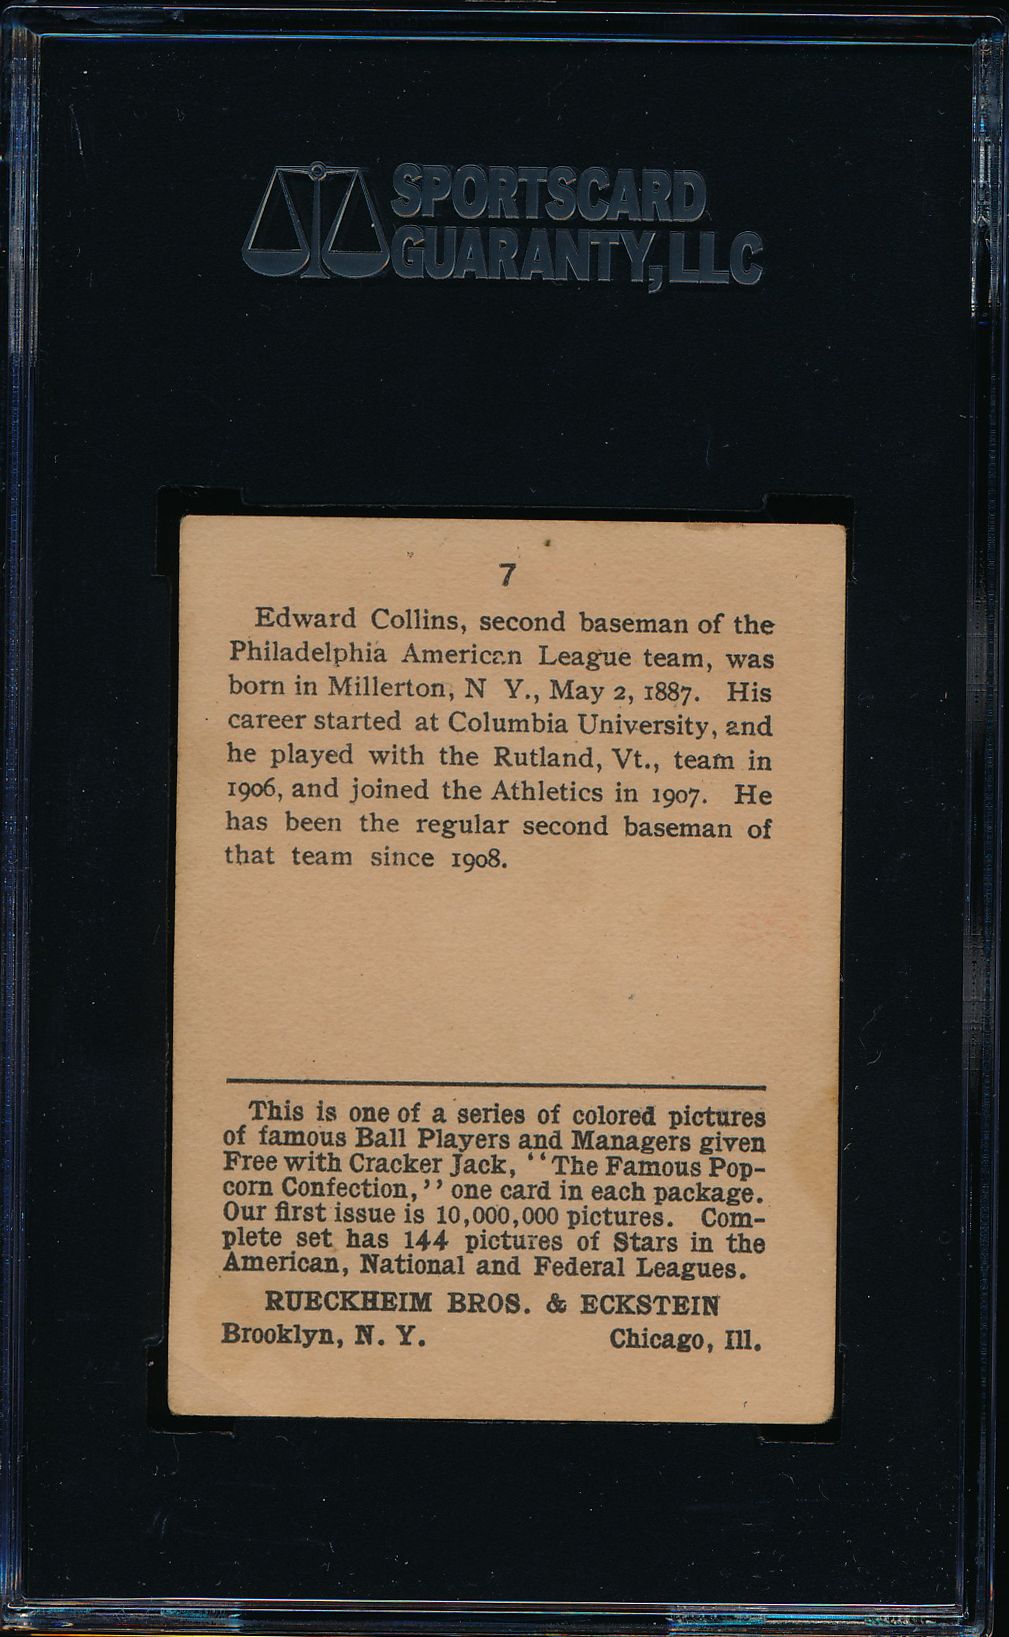 SPORTSCARD
GUARANTY, LLC
7
Edward Collins, second baseman of the
Philadelphia American League team, was
born in Millerton, N Y., May 2, 1887. His
career started at Columbia University, and
he played with the Rutland, Vt., team in
1906, and joined the Athletics in 1907. He
has been the regular second baseman of
that team since 1908.
This is one of a series of colored pictures
of famous Ball Players and Managers given
Free with Cracker Jack, "The Famous Pop-
corn Confection," one card in each package.
Our first issue is 10,000,000 pictures. Com-
plete set has 144 pictures of Stars in the
American, National and Federal Leagues.
RUECKHEIM BROS. & ECKSTEIN
Brooklyn, N. Y. Chicago, Ill.